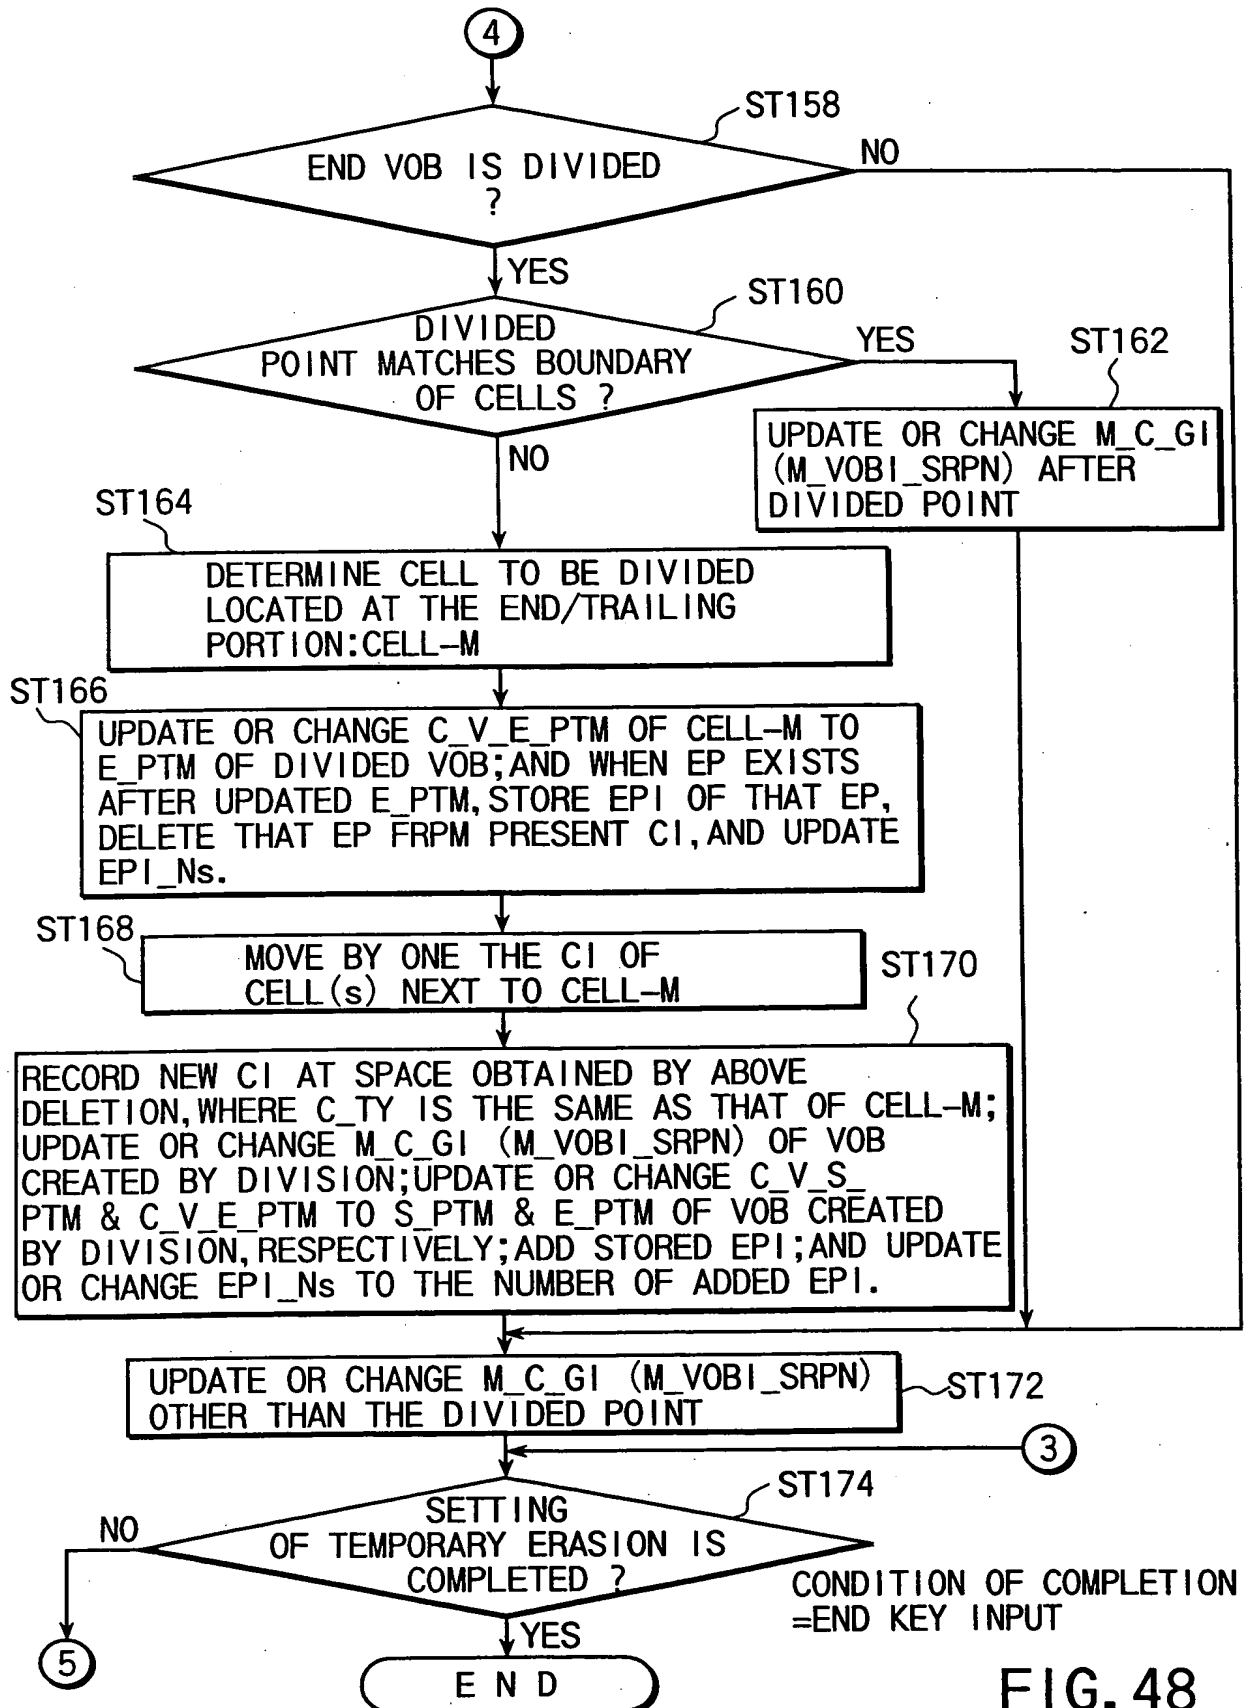 4
ST158
END VOB IS DIVIDED
?
NO
YES
ST160
DIVIDED
POINT MATCHES BOUNDARY
OF CELLS ?
YES
ST162
NO
UPDATE OR CHANGE M_C_GI
(M_VOBI_SRPN) AFTER
DIVIDED POINT
ST164
DETERMINE CELL TO BE DIVIDED
LOCATED AT THE END/TRAILING
PORTION:CELL-M
ST166
UPDATE OR CHANGE C_V_E_PTM OF CELL-M TO
E_PTM OF DIVIDED VOB;AND WHEN EP EXISTS
AFTER UPDATED E_PTM,STORE EPI OF THAT EP,
DELETE THAT EP FRPM PRESENT CI,AND UPDATE
EPI_Ns.
ST168
MOVE BY ONE THE CI OF
CELL(s) NEXT TO CELL-M
ST170
RECORD NEW CI AT SPACE OBTAINED BY ABOVE
DELETION,WHERE C_TY IS THE SAME AS THAT OF CELL-M;
UPDATE OR CHANGE M_C_GI (M_VOBI_SRPN) OF VOB
CREATED BY DIVISION;UPDATE OR CHANGE C_V_S_
PTM & C_V_E_PTM TO S_PTM & E_PTM OF VOB CREATED
BY DIVISION,RESPECTIVELY;ADD STORED EPI;AND UPDATE
OR CHANGE EPI_Ns TO THE NUMBER OF ADDED EPI.
UPDATE OR CHANGE M_C_GI (M_VOBI_SRPN)
OTHER THAN THE DIVIDED POINT
ST172
3
ST174
SETTING
OF TEMPORARY ERASION IS
COMPLETED ?
NO
CONDITION OF COMPLETION
=END KEY INPUT
YES
5
END
FIG.48